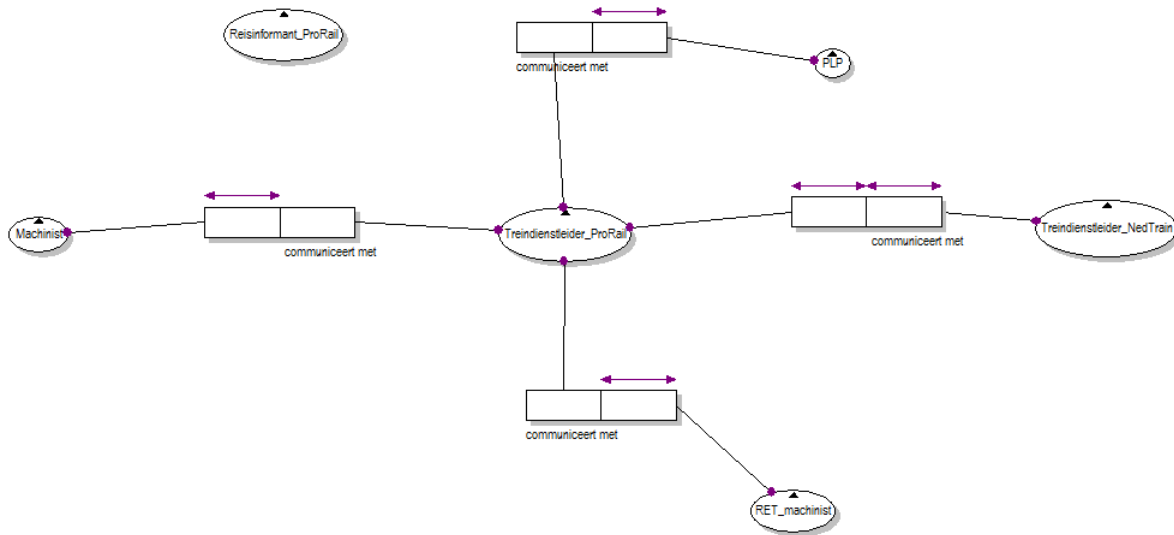 Reisinformant_ProRail
communiceert met
PLP
Machinist
communiceert met
Treindienstleider_ProRail
communiceert met
Treindienstleider_NedTrain
communiceert met
RET_machinist